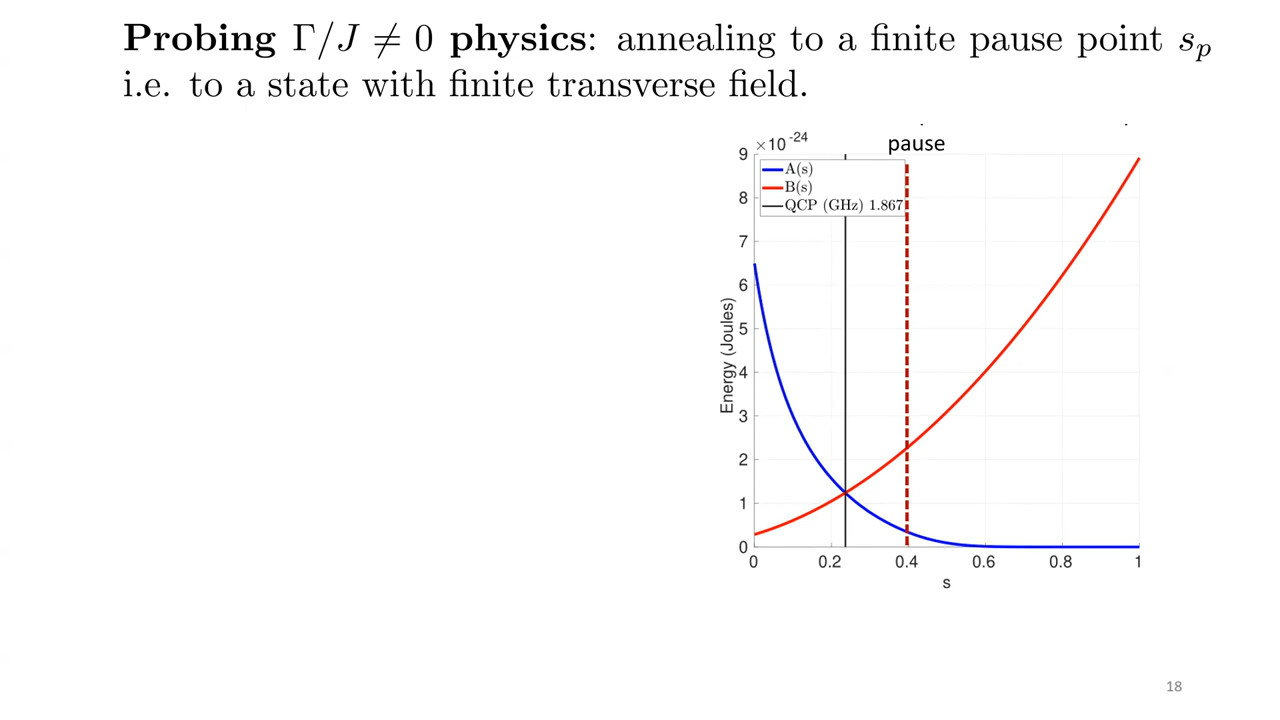 Probing Γ/J ≠ 0 physics: annealing to a finite pause point sₚ
i.e. to a state with finite transverse field.
×10⁻²⁴
pause
A(s)
B(s)
QCP (GHz) 1.867
Energy (Joules)
9
8
7
6
5
4
3
2
1
0
0 0.2 0.4 0.6 0.8 1
s
18